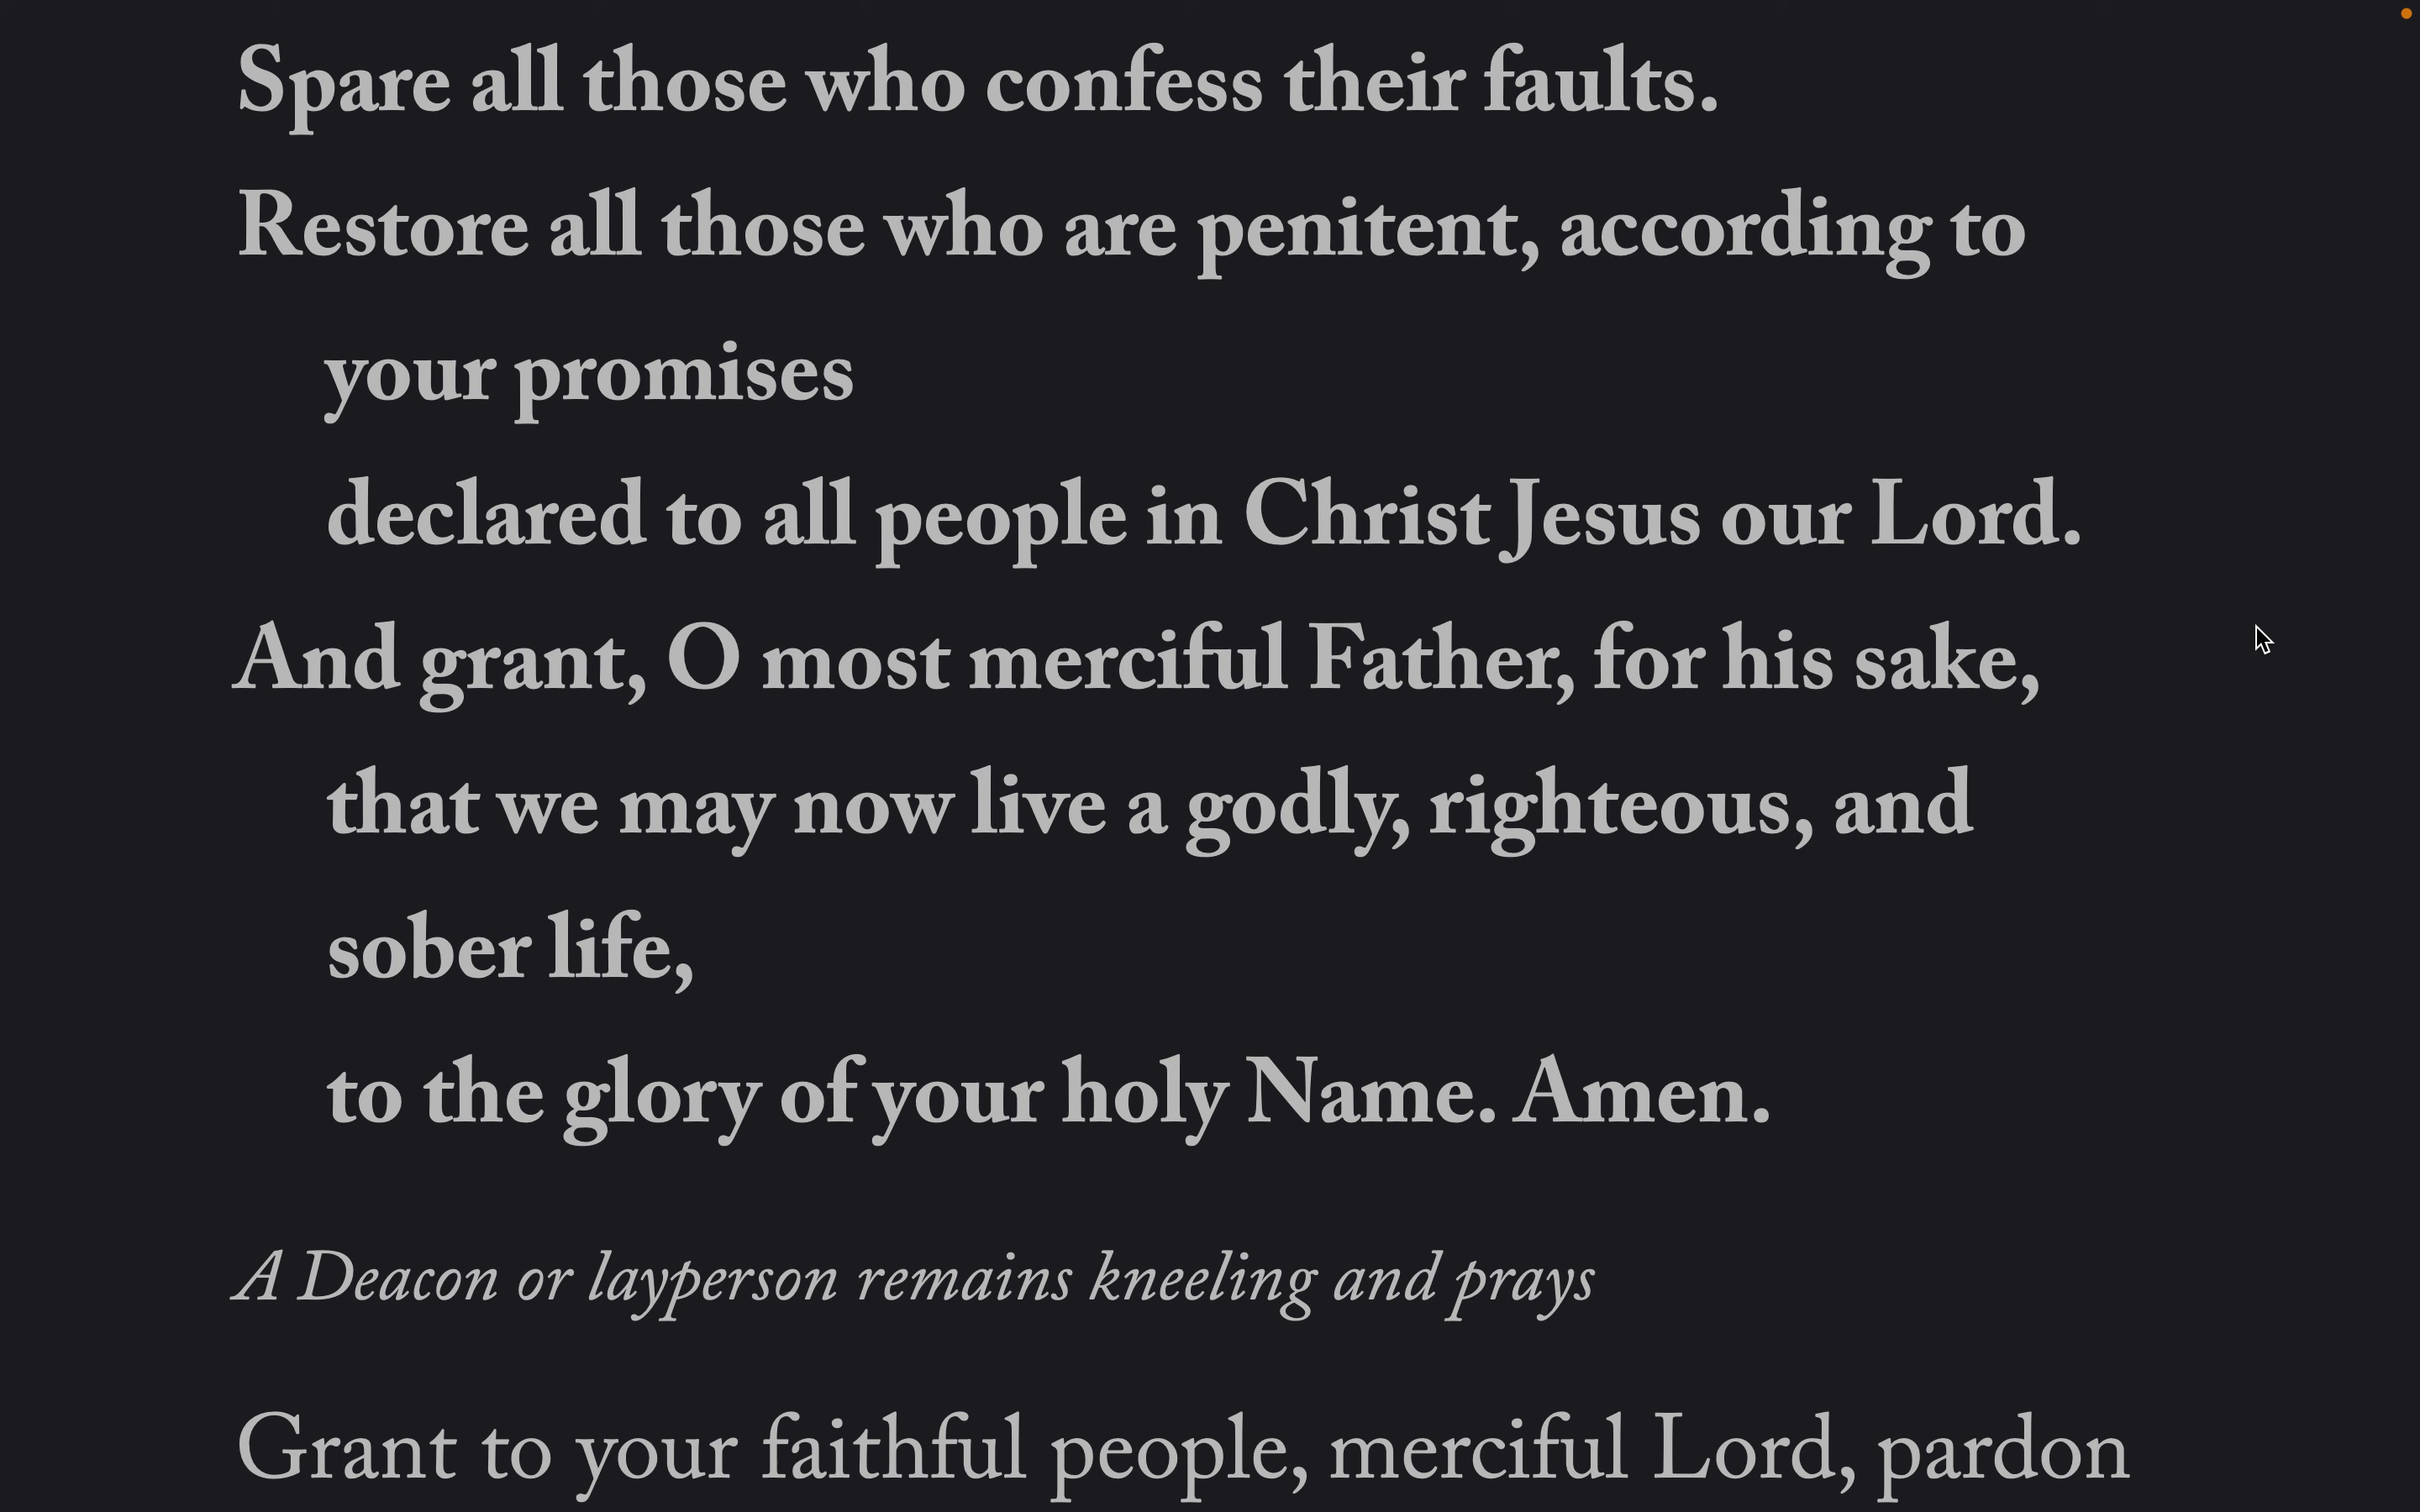 Spare all those who confess their faults.
Restore all those who are penitent, according to
your promises
declared to all people in Christ Jesus our Lord.
And grant, O most merciful Father, for his sake,
that we may now live a godly, righteous, and
sober life,
to the glory of your holy Name. Amen.
A Deacon or layperson remains kneeling and prays
Grant to your faithful people, merciful Lord, pardon